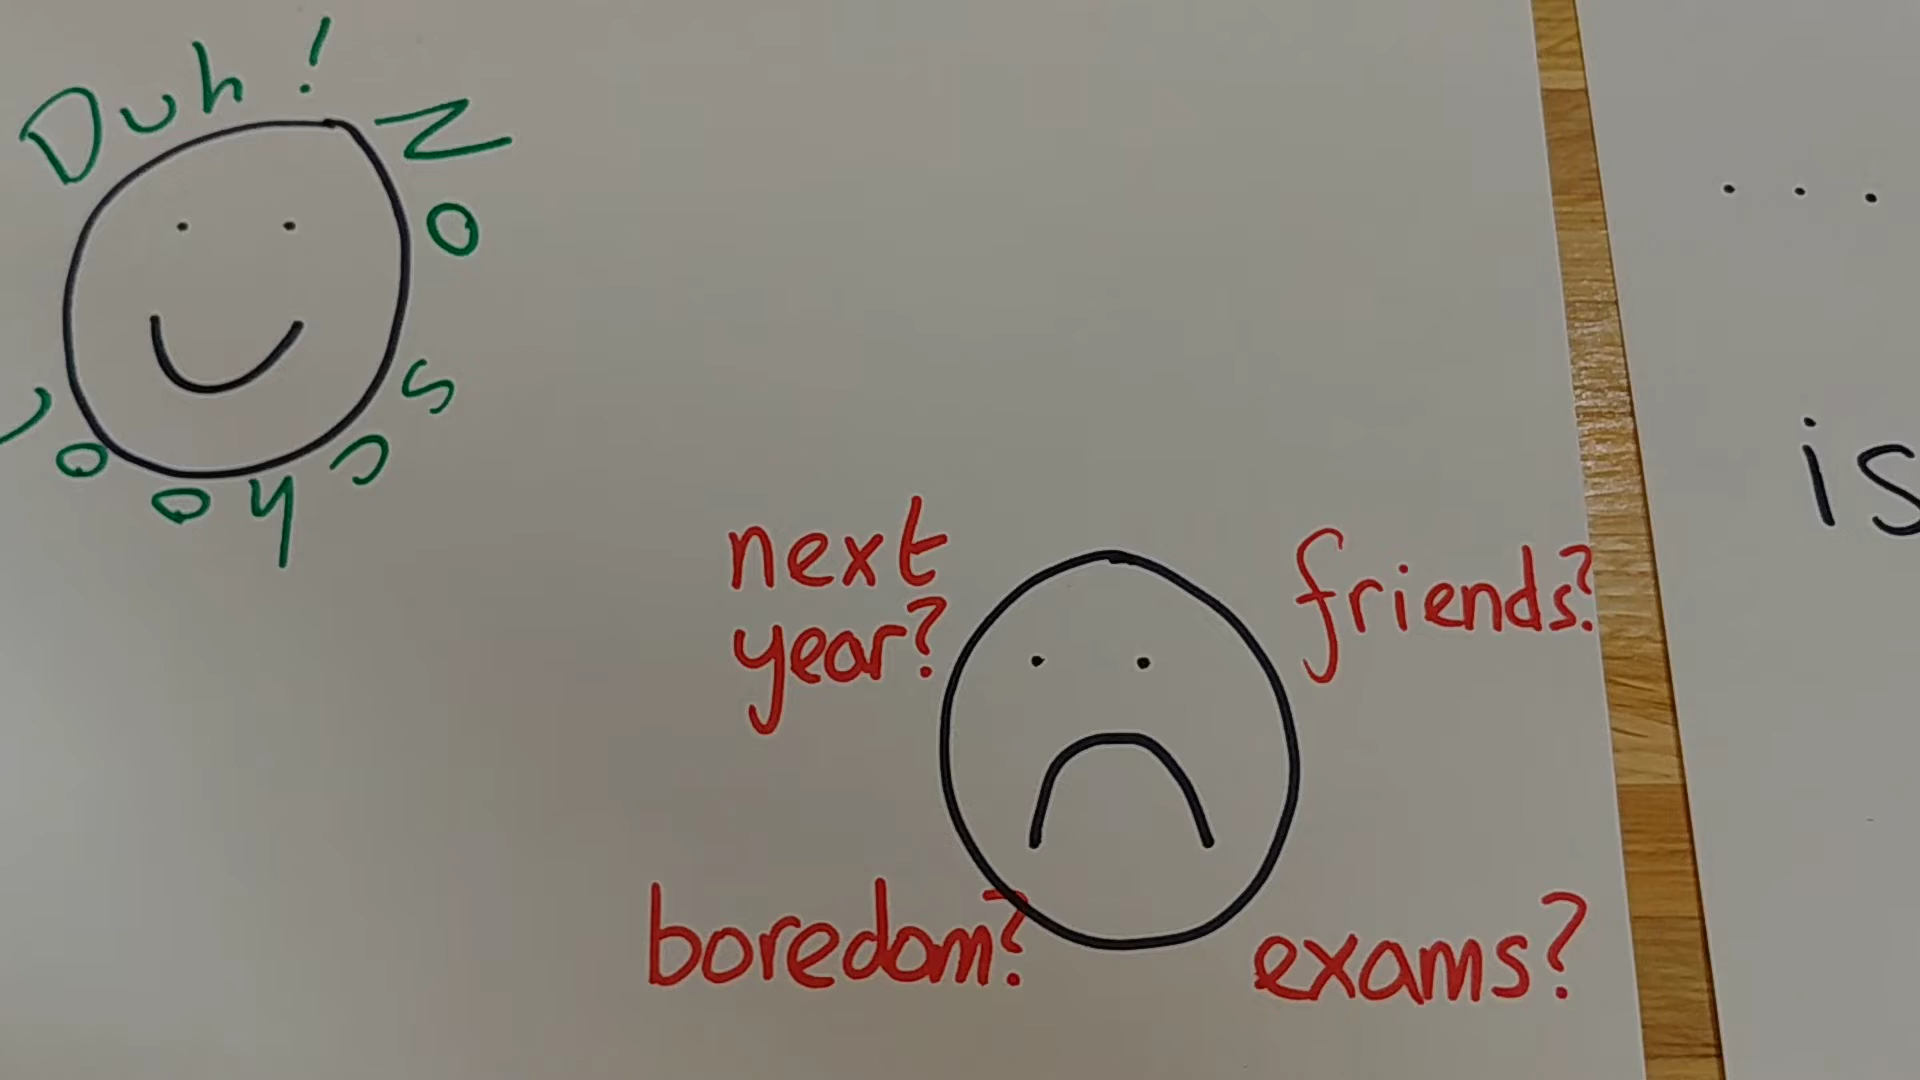 Duh!
No
school
next
year?
friends?
boredom?
exams?
...
is